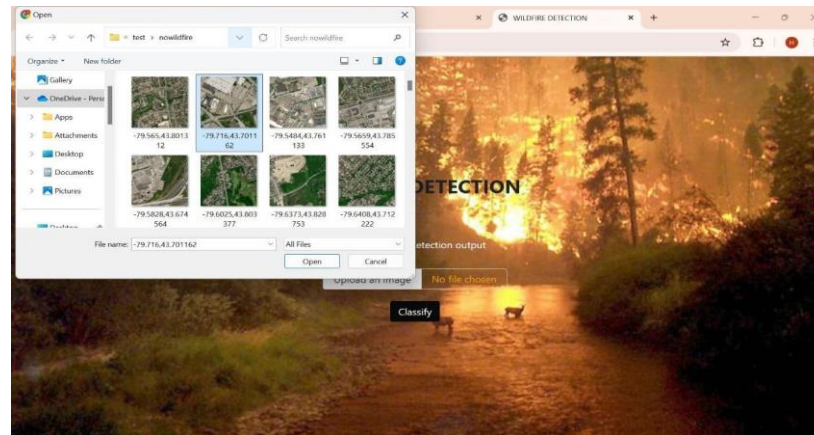 Open
WILDFIRE DETECTION
test > nowildfire
Search nowildfire
Organize
New folder
Gallery
OneDrive - Perso
Apps
Attachments
Desktop
Documents
Pictures
-79.565,43.8013
12
-79.716,43.7011
62
-79.5484,43.761
133
-79.5659,43.785
554
-79.5828,43.674
564
-79.6025,43.803
377
-79.6373,43.828
753
-79.6408,43.712
222
File name: -79.716,43.701162
All Files
Open
Cancel
DETECTION
etection output
Upload an image
No file chosen
Classify